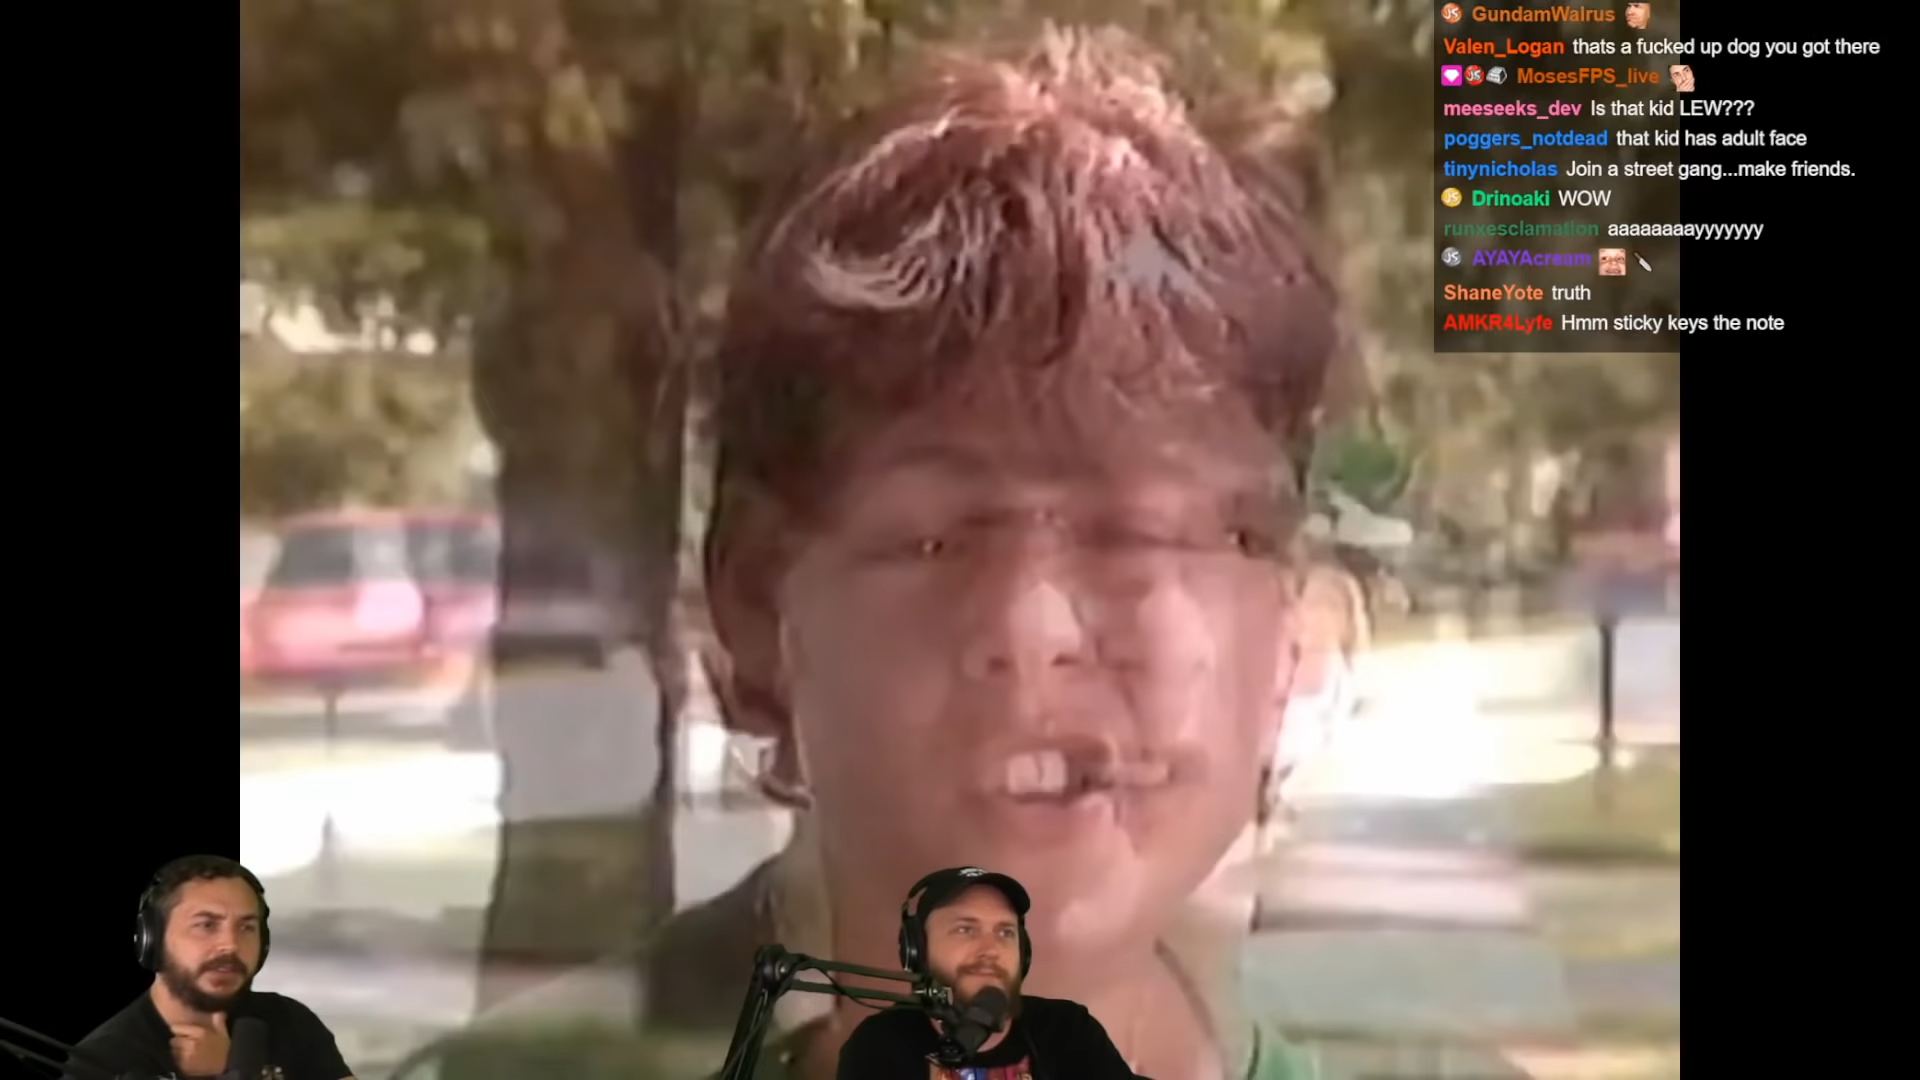 GundamWalrus
Valen_Logan thats a fucked up dog you got there
MosesFPS_live
meeseeks_dev Is that kid LEW???
poggers_notdead that kid has adult face
tinynicholas Join a street gang...make friends.
Drinoaki WOW
runxesclamation aaaaaaaayyyyyyy
AYAYAcream
ShaneYote truth
AMKR4Lyfe Hmm sticky keys the note